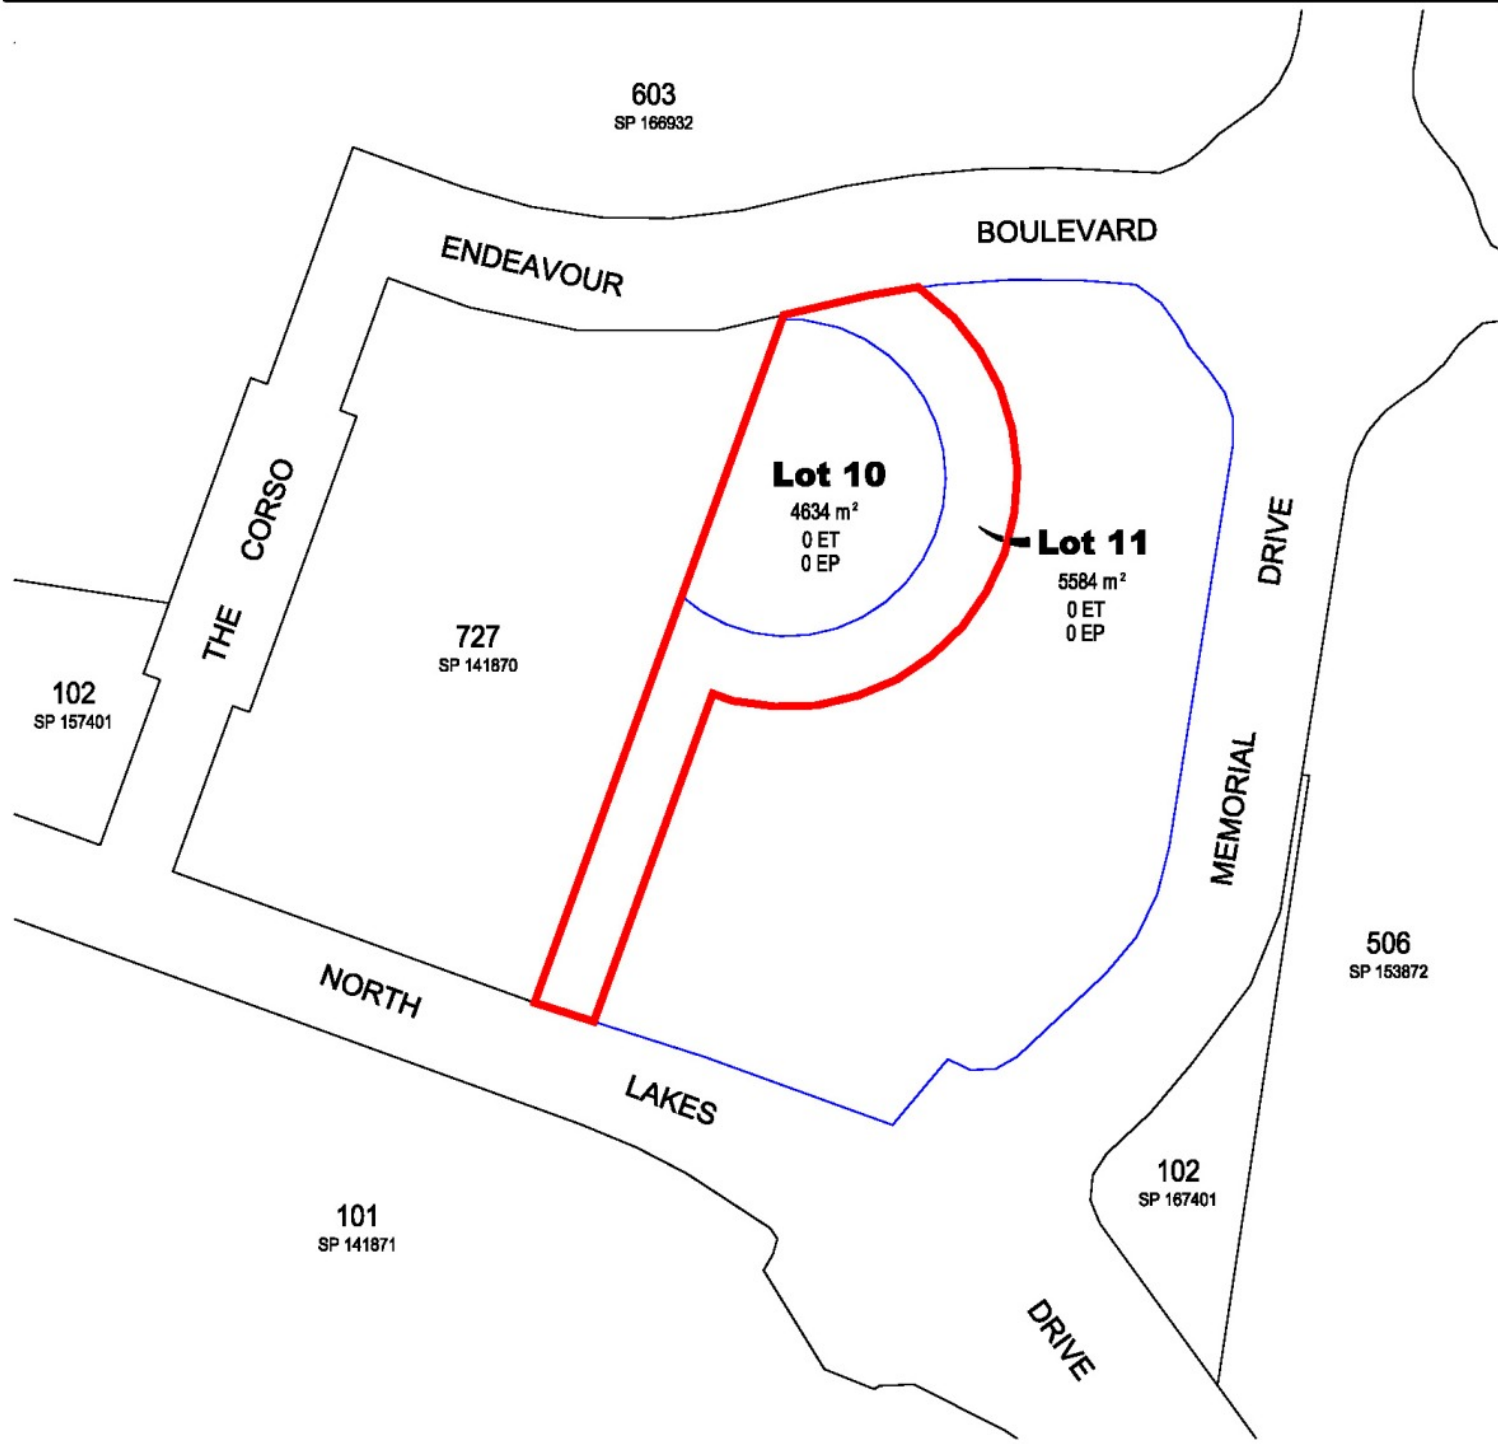 603
SP 166932
BOULEVARD
ENDEAVOUR
Lot 10
4634 m²
0 ET
0 EP
THE CORSO
DRIVE
Lot 11
5584 m²
0 ET
0 EP
727
SP 141870
102
SP 157401
MEMORIAL
506
SP 153872
NORTH
LAKES
102
SP 167401
101
SP 141871
DRIVE